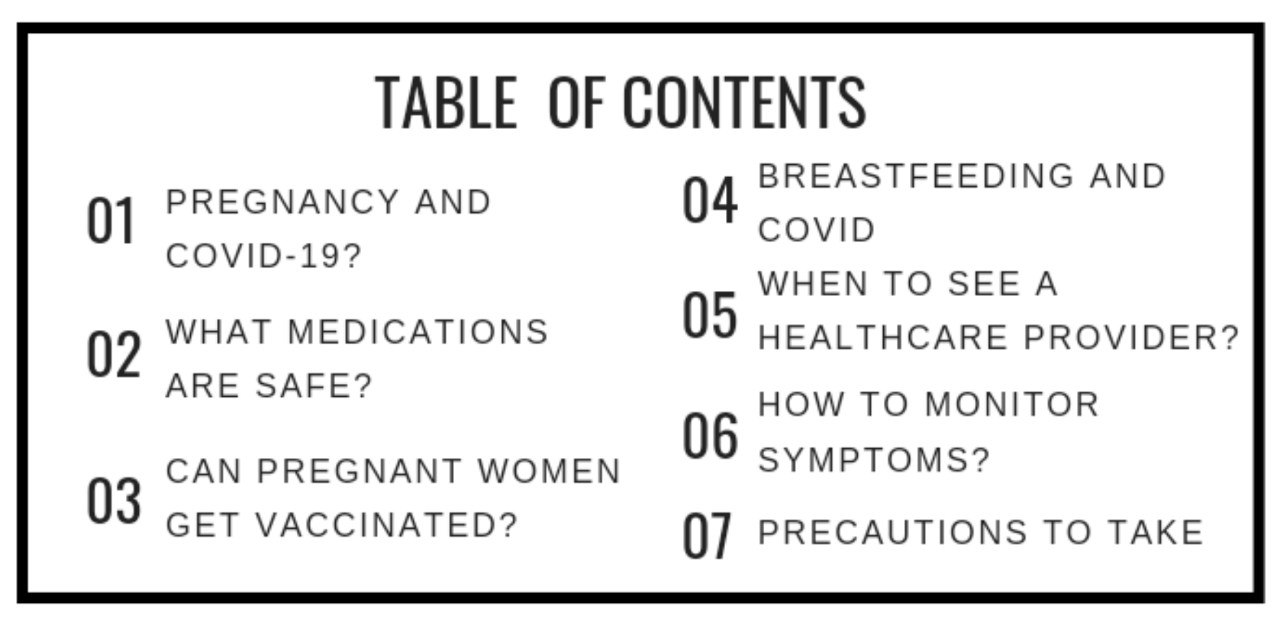 TABLE OF CONTENTS
01 PREGNANCY AND
COVID-19?
02 WHAT MEDICATIONS
ARE SAFE?
03 CAN PREGNANT WOMEN
GET VACCINATED?
04 BREASTFEEDING AND
COVID
05 WHEN TO SEE A
HEALTHCARE PROVIDER?
06 HOW TO MONITOR
SYMPTOMS?
07 PRECAUTIONS TO TAKE